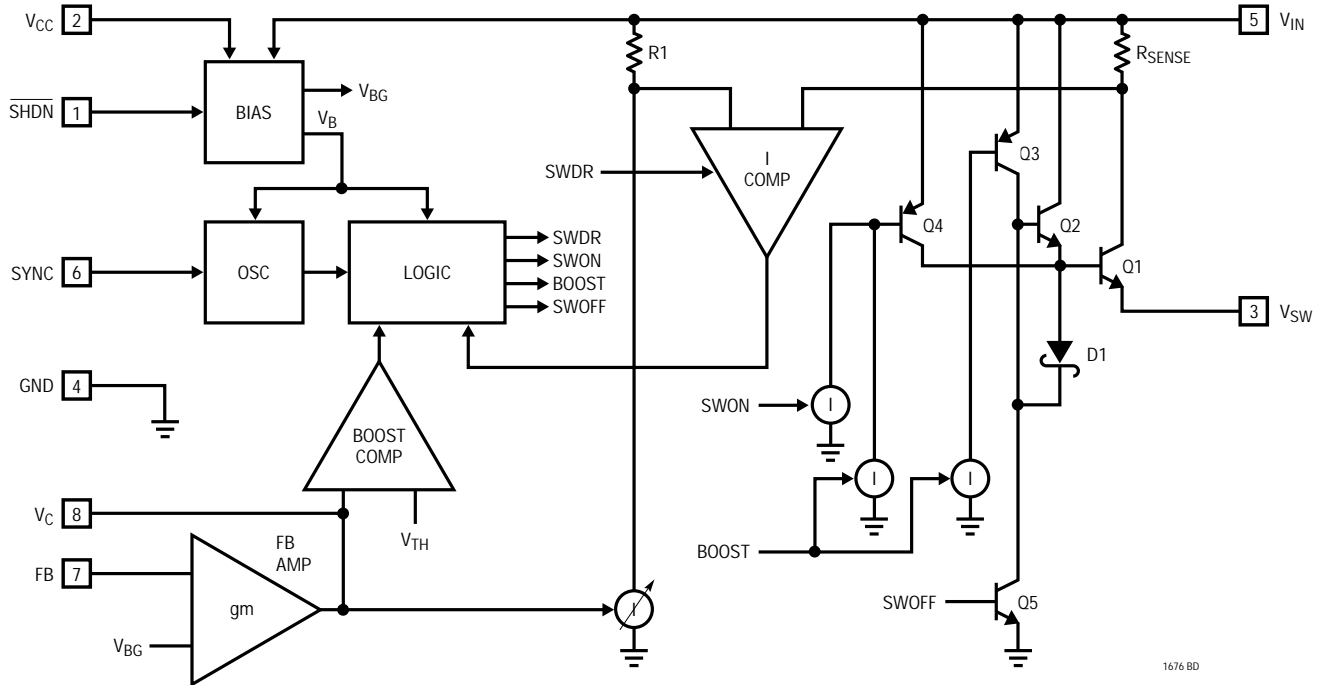 VCC 2
5 VIN
R1
RSENSE
VBG
SHDN 1
BIAS
VB
Q3
I
COMP
SWDR
Q4
Q2
SWDR
SWON
BOOST
SWOFF
SYNC 6
OSC
LOGIC
Q1
3 VSW
D1
GND 4
SWON
I
BOOST
COMP
I
I
VC 8
VTH
FB
AMP
BOOST
FB 7
gm
I
SWOFF
Q5
VBG
1676 BD